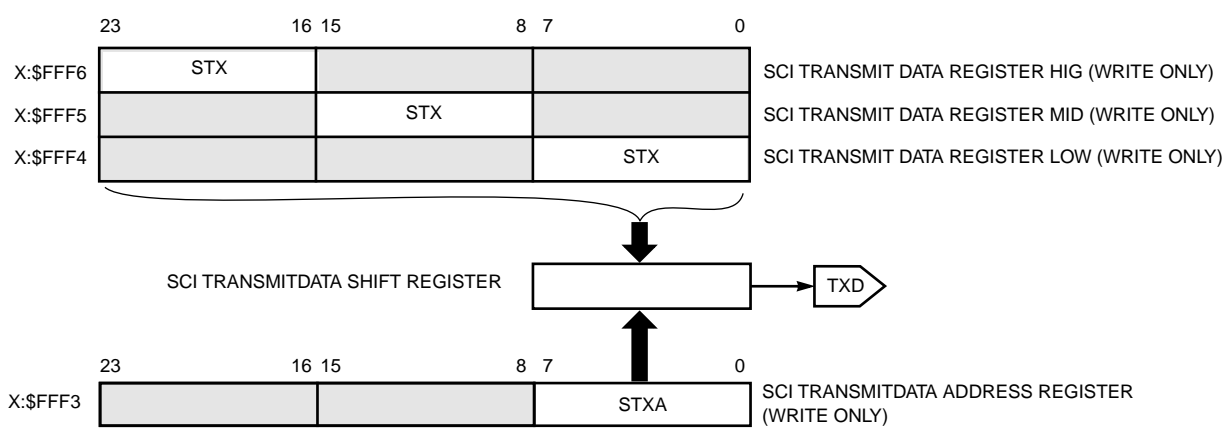 23 16 15 8 7 0
X:$FFF6 STX SCI TRANSMIT DATA REGISTER HIG (WRITE ONLY)
X:$FFF5 STX SCI TRANSMIT DATA REGISTER MID (WRITE ONLY)
X:$FFF4 STX SCI TRANSMIT DATA REGISTER LOW (WRITE ONLY)
SCI TRANSMITDATA SHIFT REGISTER TXD
23 16 15 8 7 0
X:$FFF3 STXA SCI TRANSMITDATA ADDRESS REGISTER
(WRITE ONLY)